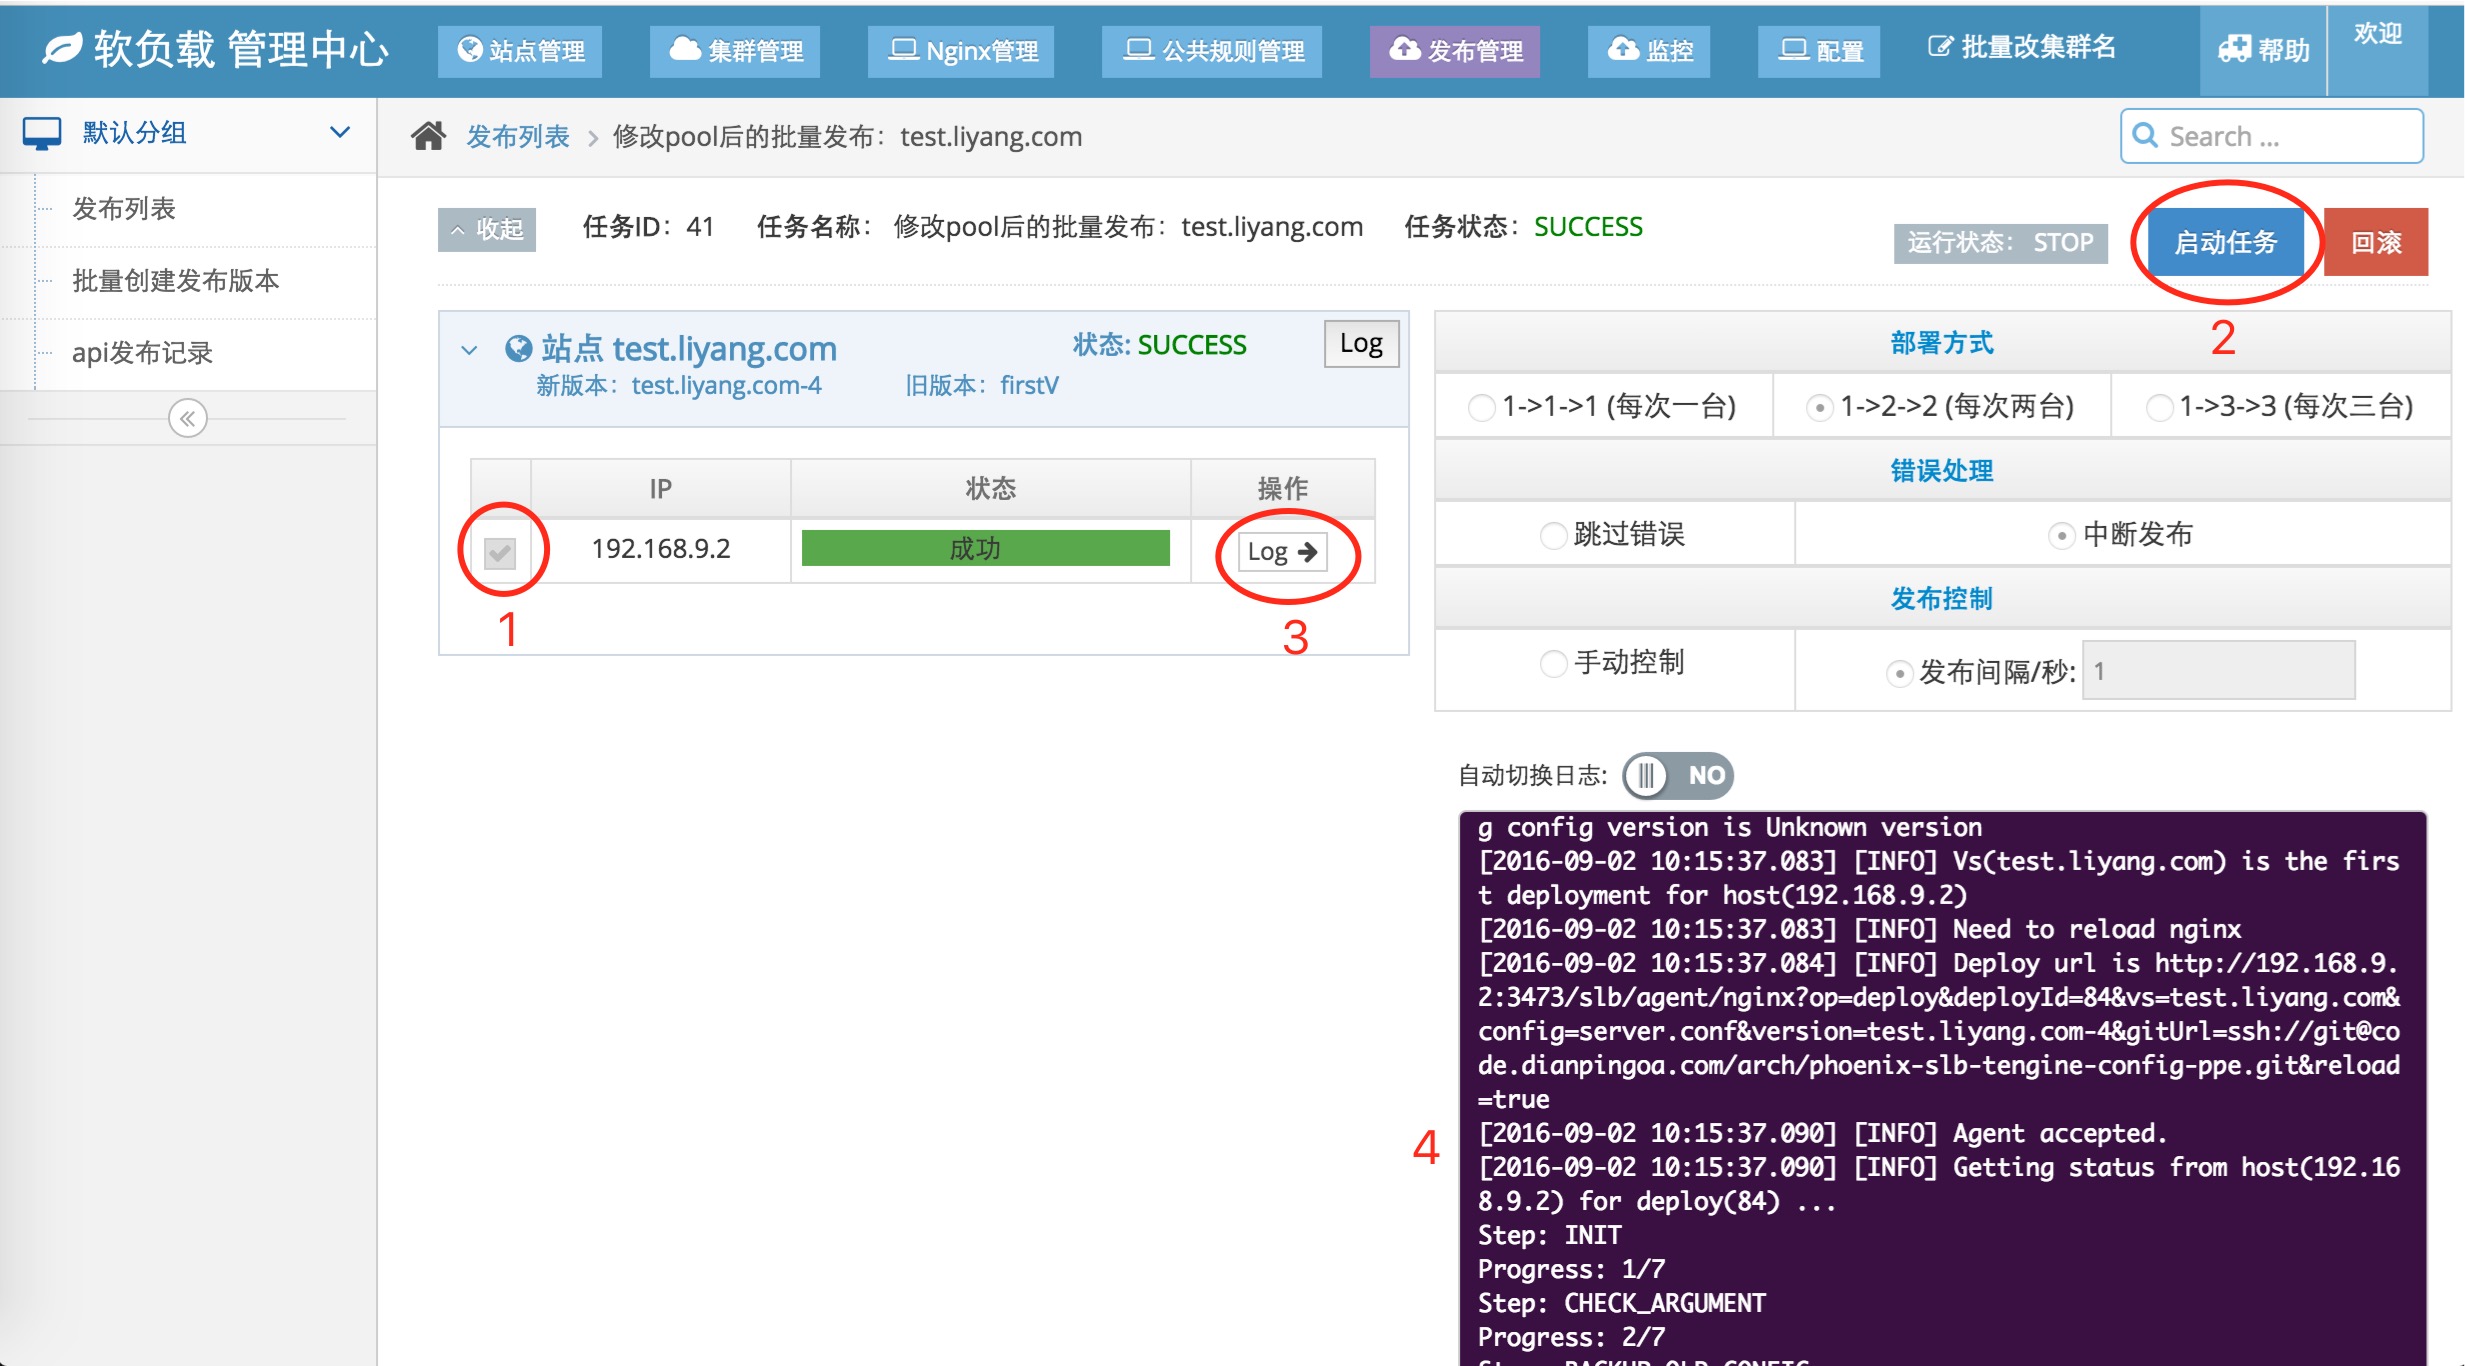 软负载 管理中心
站点管理
集群管理
Nginx管理
公共规则管理
发布管理
监控
配置
批量改集群名
帮助
欢迎
默认分组
发布列表
批量创建发布版本
api发布记录
发布列表 > 修改pool后的批量发布：test.liyang.com
Search ...
收起
任务ID：41
任务名称： 修改pool后的批量发布：test.liyang.com
任务状态：SUCCESS
运行状态： STOP
启动任务
回滚
2
站点 test.liyang.com
状态: SUCCESS
Log
新版本：test.liyang.com-4
旧版本：firstV
IP
状态
操作
192.168.9.2
成功
Log
1
3
部署方式
1->1->1 (每次一台)
1->2->2 (每次两台)
1->3->3 (每次三台)
错误处理
跳过错误
中断发布
发布控制
手动控制
发布间隔/秒: 1
自动切换日志: NO
g config version is Unknown version
[2016-09-02 10:15:37.083] [INFO] Vs(test.liyang.com) is the firs
t deployment for host(192.168.9.2)
[2016-09-02 10:15:37.083] [INFO] Need to reload nginx
[2016-09-02 10:15:37.084] [INFO] Deploy url is http://192.168.9.
2:3473/slb/agent/nginx?op=deploy&deployId=84&vs=test.liyang.com&
config=server.conf&version=test.liyang.com-4&gitUrl=ssh://git@co
de.dianpingoa.com/arch/phoenix-slb-tengine-config-ppe.git&reload
=true
[2016-09-02 10:15:37.090] [INFO] Agent accepted.
[2016-09-02 10:15:37.090] [INFO] Getting status from host(192.16
8.9.2) for deploy(84) ...
Step: INIT
Progress: 1/7
Step: CHECK_ARGUMENT
Progress: 2/7
Step: BACKUP_OLD_CONFIG
4